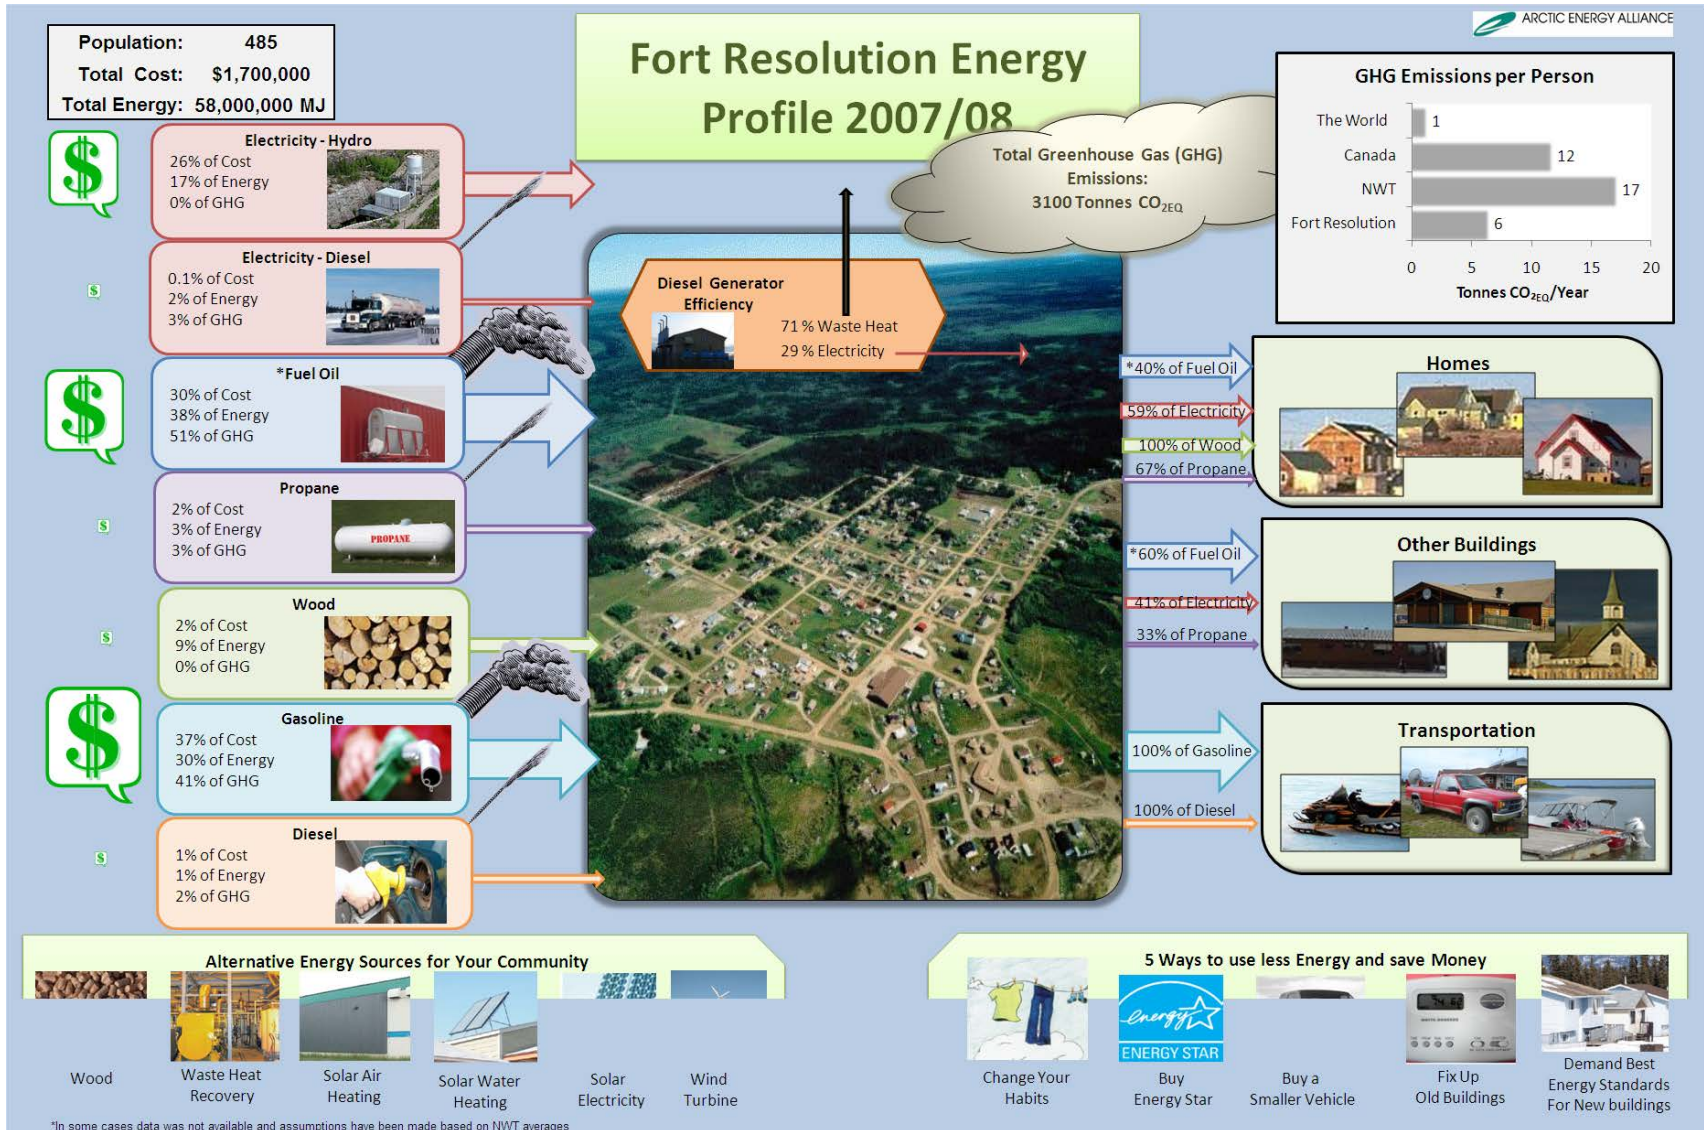 Population: 485
Total Cost: $1,700,000
Total Energy: 58,000,000 MJ
Fort Resolution Energy
Profile 2007/08
ARCTIC ENERGY ALLIANCE
Total Greenhouse Gas (GHG)
Emissions:
3100 Tonnes CO2EQ
GHG Emissions per Person
The World 1
Canada 12
NWT 17
Fort Resolution 6
0 5 10 15 20
Tonnes CO2EQ/Year
$
Electricity - Hydro
26% of Cost
17% of Energy
0% of GHG
$
Electricity - Diesel
0.1% of Cost
2% of Energy
3% of GHG
$
*Fuel Oil
30% of Cost
38% of Energy
51% of GHG
$
Propane
2% of Cost
3% of Energy
3% of GHG
PROPANE
$
Wood
2% of Cost
9% of Energy
0% of GHG
$
Gasoline
37% of Cost
30% of Energy
41% of GHG
$
Diesel
1% of Cost
1% of Energy
2% of GHG
Diesel Generator
Efficiency
71 % Waste Heat
29 % Electricity
Homes
*40% of Fuel Oil
59% of Electricity
100% of Wood
67% of Propane
Other Buildings
*60% of Fuel Oil
41% of Electricity
33% of Propane
Transportation
100% of Gasoline
100% of Diesel
Alternative Energy Sources for Your Community
Wood
Waste Heat
Recovery
Solar Air
Heating
Solar Water
Heating
Solar
Electricity
Wind
Turbine
5 Ways to use less Energy and save Money
Change Your
Habits
energy
ENERGY STAR
Buy
Energy Star
Buy a
Smaller Vehicle
Fix Up
Old Buildings
Demand Best
Energy Standards
For New buildings
*In some cases data was not available and assumptions have been made based on NWT averages